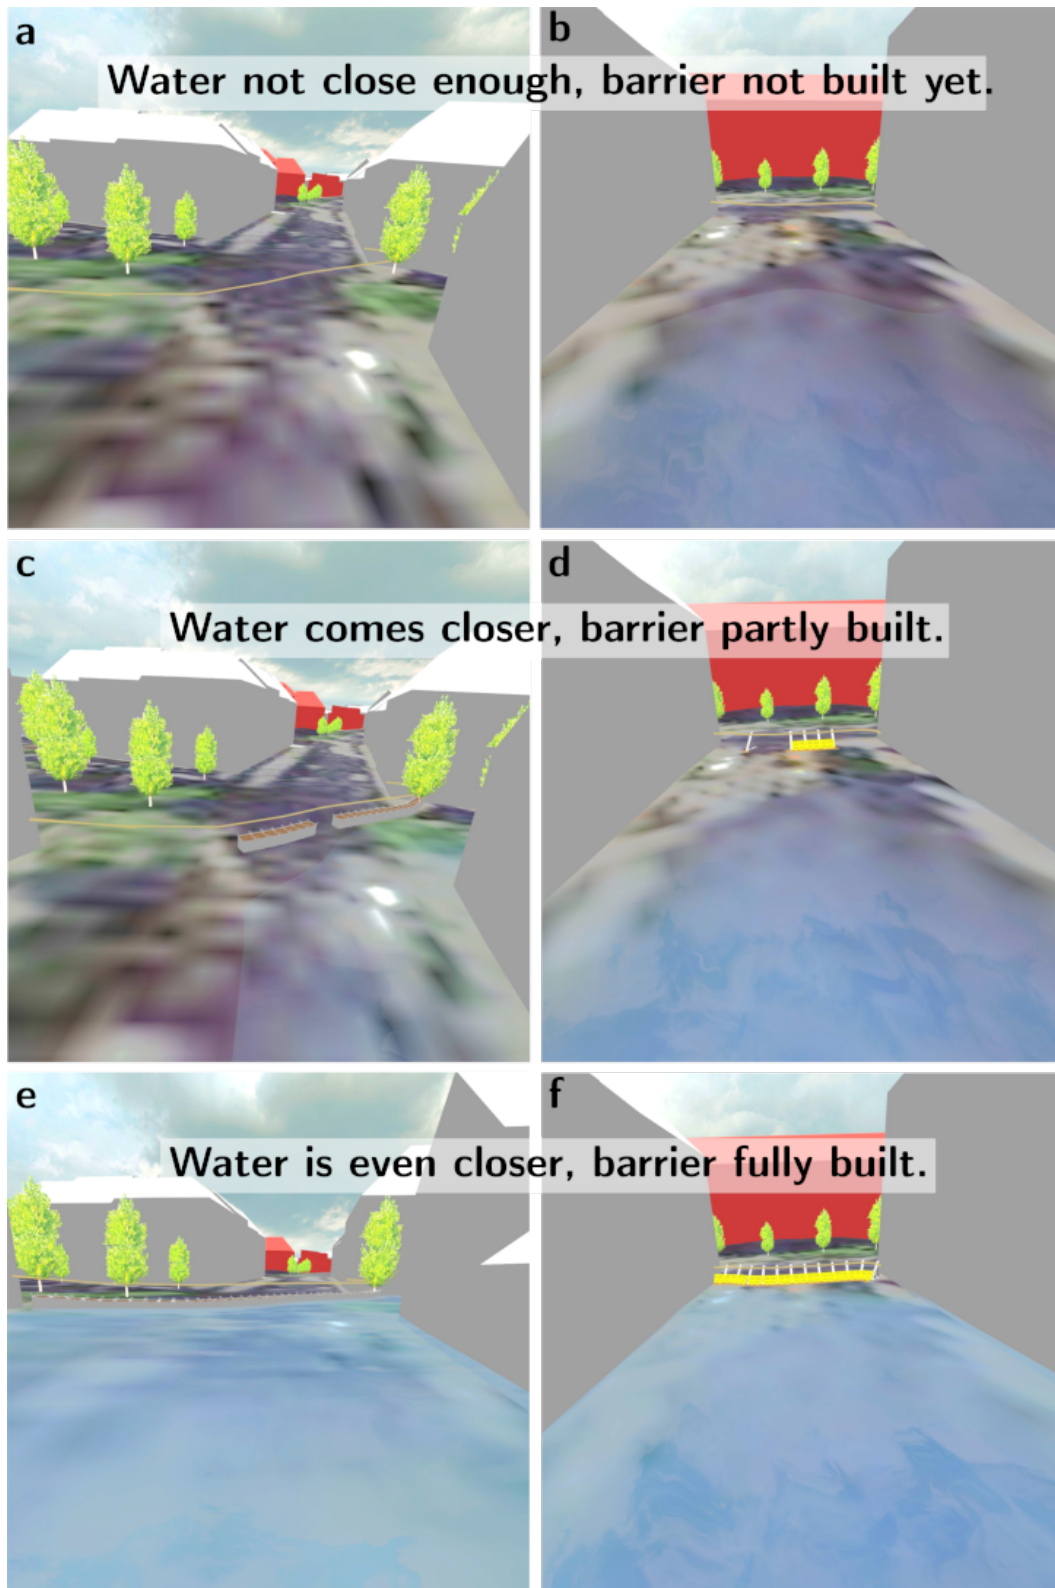 a
b
Water not close enough, barrier not built yet.
c
d
Water comes closer, barrier partly built.
e
f
Water is even closer, barrier fully built.